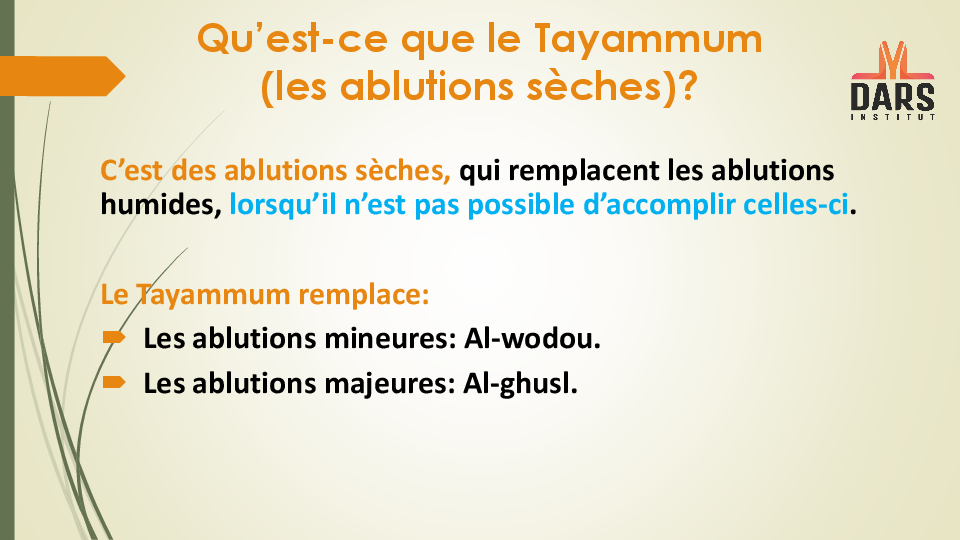 Qu’est-ce que le Tayammum
(les ablutions sèches)?
DARS
INSTITUT
C’est des ablutions sèches, qui remplacent les ablutions
humides, lorsqu’il n’est pas possible d’accomplir celles-ci.
Le Tayammum remplace:
Les ablutions mineures: Al-wodou.
Les ablutions majeures: Al-ghusl.